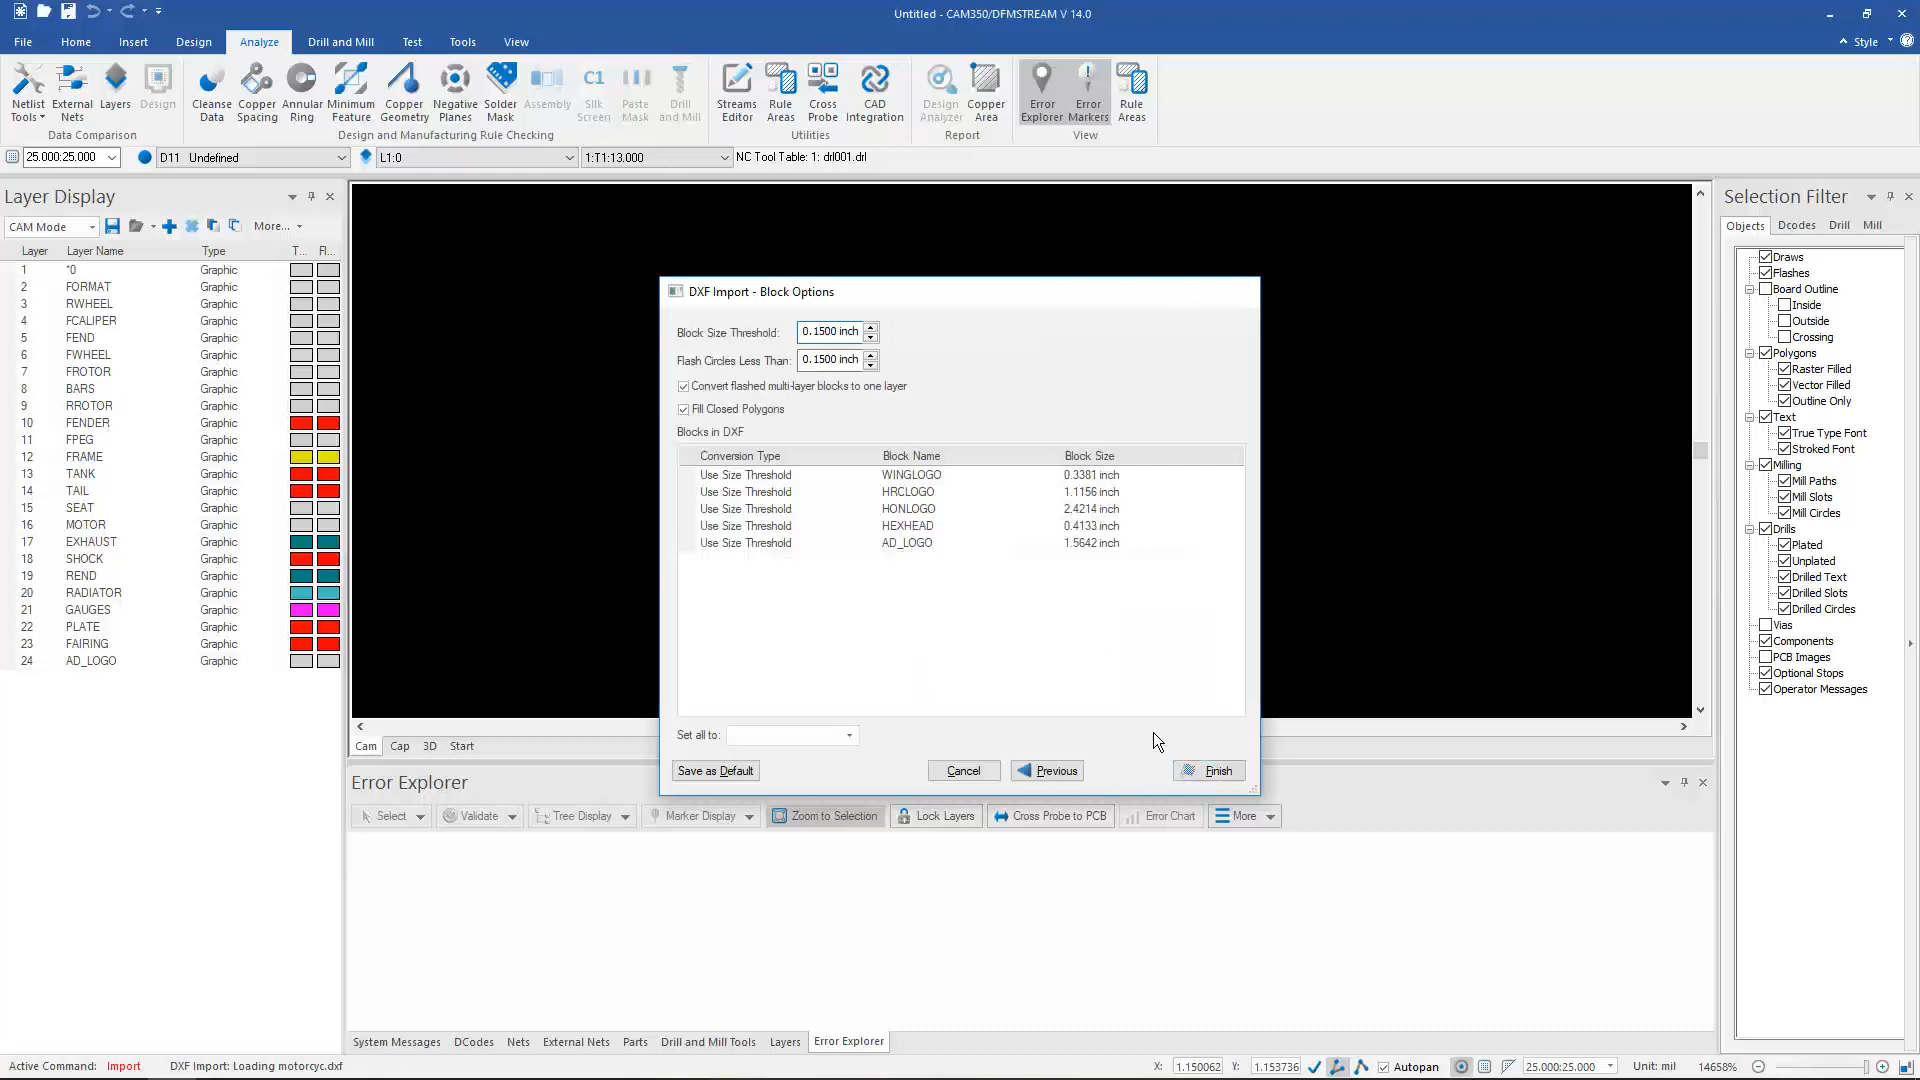 Untitled - CAM350/DFMSTREAM V 14.0
File Home Insert Design Analyze Drill and Mill Test Tools View Style
Netlist Tools External Nets Layers Design Cleanse Data Copper Spacing Annular Ring Minimum Feature Copper Geometry Negative Planes Solder Mask Assembly C1 Silk Screen Paste Mask Drill and Mill Streams Editor Rule Areas Cross Probe CAD Integration Design Analyzer Copper Area Error Explorer Error Markers Rule Areas
Data Comparison Design and Manufacturing Rule Checking Utilities Report View
25.000:25.000 D11 Undefined L1:0 1:T1:13.000 NC Tool Table: 1: drl001.drl
Layer Display
CAM Mode More...
Layer Layer Name Type T... Fl...
1 *0 Graphic
2 FORMAT Graphic
3 RWHEEL Graphic
4 FCALIPER Graphic
5 FEND Graphic
6 FWHEEL Graphic
7 FROTOR Graphic
8 BARS Graphic
9 RROTOR Graphic
10 FENDER Graphic
11 FPEG Graphic
12 FRAME Graphic
13 TANK Graphic
14 TAIL Graphic
15 SEAT Graphic
16 MOTOR Graphic
17 EXHAUST Graphic
18 SHOCK Graphic
19 REND Graphic
20 RADIATOR Graphic
21 GAUGES Graphic
22 PLATE Graphic
23 FAIRING Graphic
24 AD_LOGO Graphic
DXF Import - Block Options
Block Size Threshold: 0.1500 inch
Flash Circles Less Than: 0.1500 inch
Convert flashed multi-layer blocks to one layer
Fill Closed Polygons
Blocks in DXF
Conversion Type Block Name Block Size
Use Size Threshold WINGLOGO 0.3381 inch
Use Size Threshold HRCLOGO 1.1156 inch
Use Size Threshold HONLOGO 2.4214 inch
Use Size Threshold HEXHEAD 0.4133 inch
Use Size Threshold AD_LOGO 1.5642 inch
Set all to:
Save as Default Cancel Previous Finish
Cam Cap 3D Start
Error Explorer
Select Validate Tree Display Marker Display Zoom to Selection Lock Layers Cross Probe to PCB Error Chart More
System Messages DCodes Nets External Nets Parts Drill and Mill Tools Layers Error Explorer
Selection Filter
Objects Dcodes Drill Mill
Draws
Flashes
Board Outline
Inside
Outside
Crossing
Polygons
Raster Filled
Vector Filled
Outline Only
Text
True Type Font
Stroked Font
Milling
Mill Paths
Mill Slots
Mill Circles
Drills
Plated
Unplated
Drilled Text
Drilled Slots
Drilled Circles
Vias
Components
PCB Images
Optional Stops
Operator Messages
Active Command: Import DXF Import: Loading motorcyc.dxf X: 1.150062 Y: 1.153736 Autopan 25.000:25.000 Unit: mil 14658%